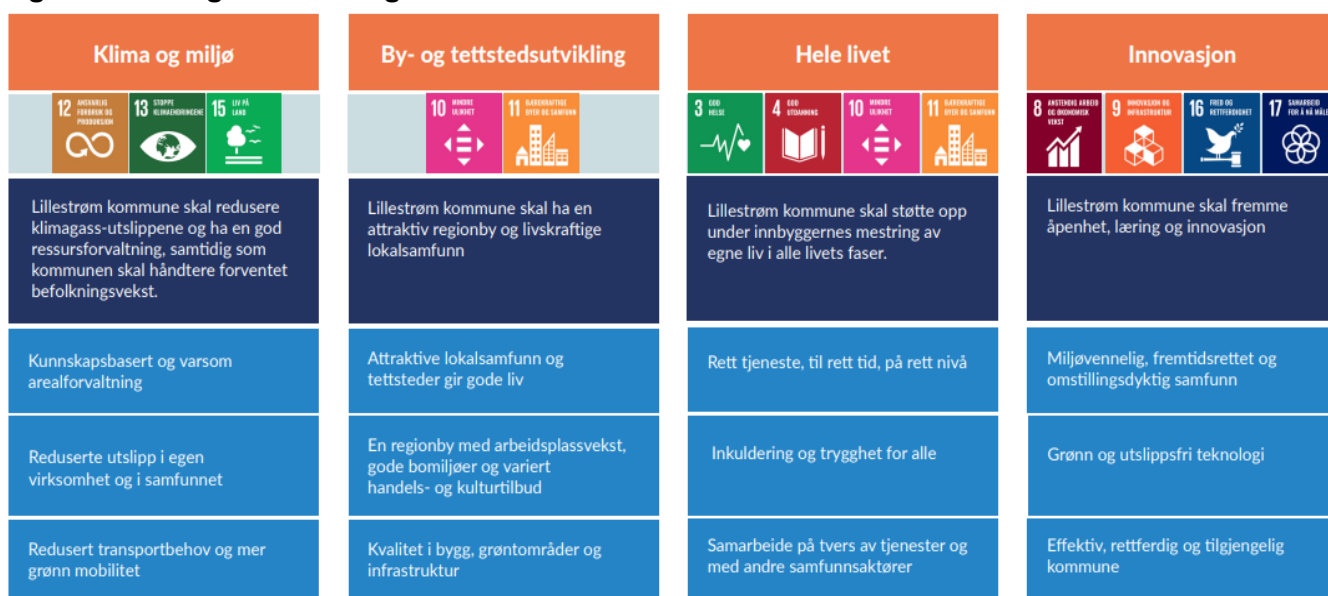 Klima og miljø
12 ANSVARLIG
FORBRUK OG
PRODUKSJON
13 STOPPE
KLIMAENDRINGENE
15 LIV PÅ
LAND
Lillestrøm kommune skal redusere
klimagass-utslippene og ha en god
ressursforvaltning, samtidig som
kommunen skal håndtere forventet
befolkningsvekst.
Kunnskapsbasert og varsom
arealforvaltning
Reduserte utslipp i egen
virksomhet og i samfunnet
Redusert transportbehov og mer
grønn mobilitet
By- og tettstedsutvikling
10 MINDRE
ULIKHET
11 BÆREKRAFTIGE
BYER OG SAMFUNN
Lillestrøm kommune skal ha en
attraktiv regionby og livskraftige
lokalsamfunn
Attraktive lokalsamfunn og
tettsteder gir gode liv
En regionby med arbeidsplassvekst,
gode bomiljøer og variert
handels- og kulturtilbud
Kvalitet i bygg, grøntområder og
infrastruktur
Hele livet
3 GOD
HELSE
4 GOD
UTDANNING
10 MINDRE
ULIKHET
11 BÆREKRAFTIGE
BYER OG SAMFUNN
Lillestrøm kommune skal støtte opp
under innbyggernes mestring av
egne liv i alle livets faser.
Rett tjeneste, til rett tid, på rett nivå
Inkuldering og trygghet for alle
Samarbeide på tvers av tjenester og
med andre samfunnsaktører
Innovasjon
8 ANSTENDIG ARBEID
OG ØKONOMISK
VEKST
9 INNOVASJON OG
INFRASTRUKTUR
16 FRED OG
RETTFERDIGHET
17 SAMARBEID
FOR Å NÅ MÅLE
Lillestrøm kommune skal fremme
åpenhet, læring og innovasjon
Miljøvennelig, fremtidsrettet og
omstillingsdyktig samfunn
Grønn og utslippsfri teknologi
Effektiv, rettferdig og tilgjengelig
kommune